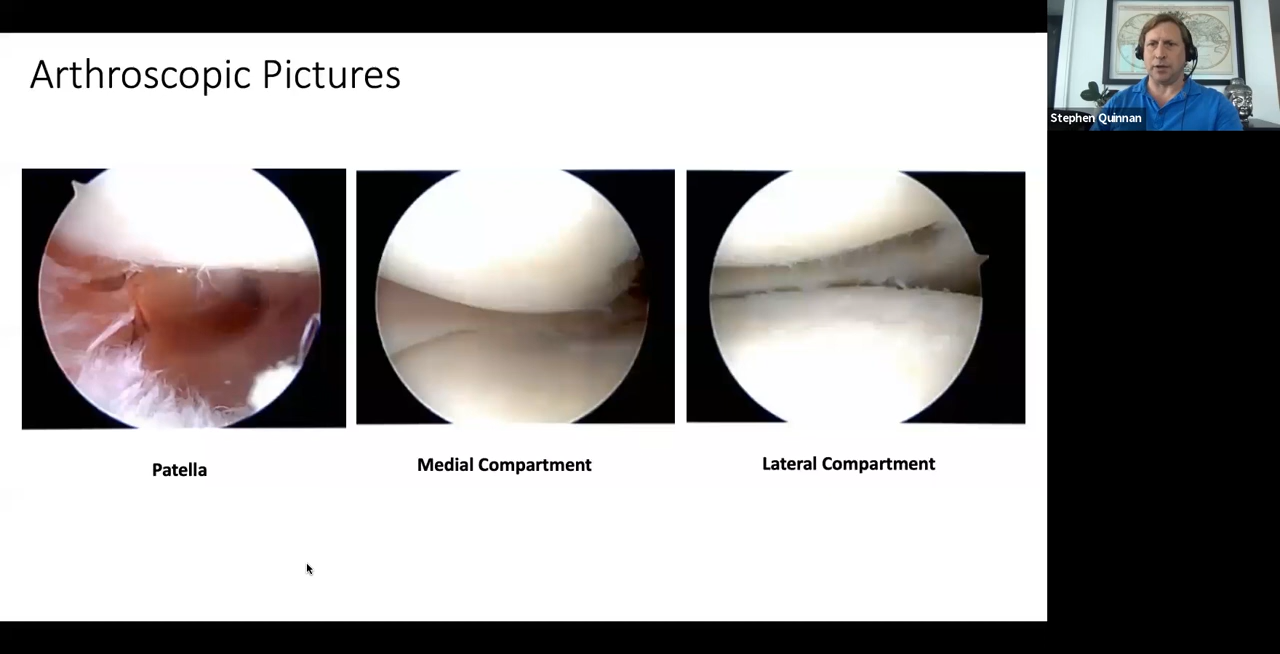 Arthroscopic Pictures
Stephen Quinnan
Patella
Medial Compartment
Lateral Compartment